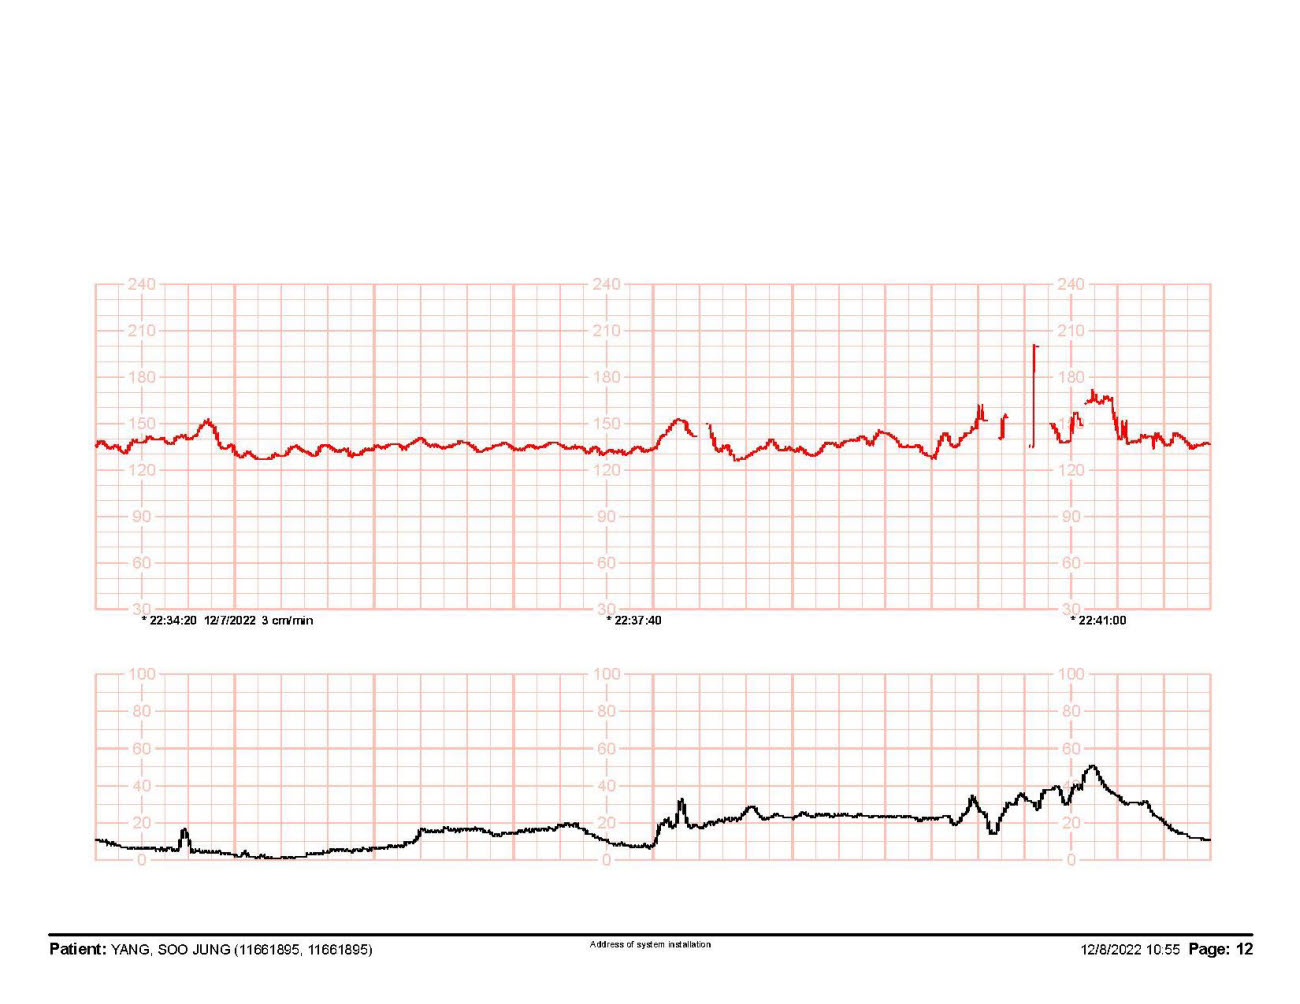 240 240 240
210 210 210
180 180 180
150 150 150
120 120 120
90 90 90
60 60 60
30 30 30
* 22:34:20 12/7/2022 3 cm/min * 22:37:40 * 22:41:00
100 100 100
80 80 80
60 60 60
40 40 40
20 20 20
0 0 0
Patient: YANG, SOO JUNG (11661895, 11661895) Address of system installation 12/8/2022 10:55 Page: 12